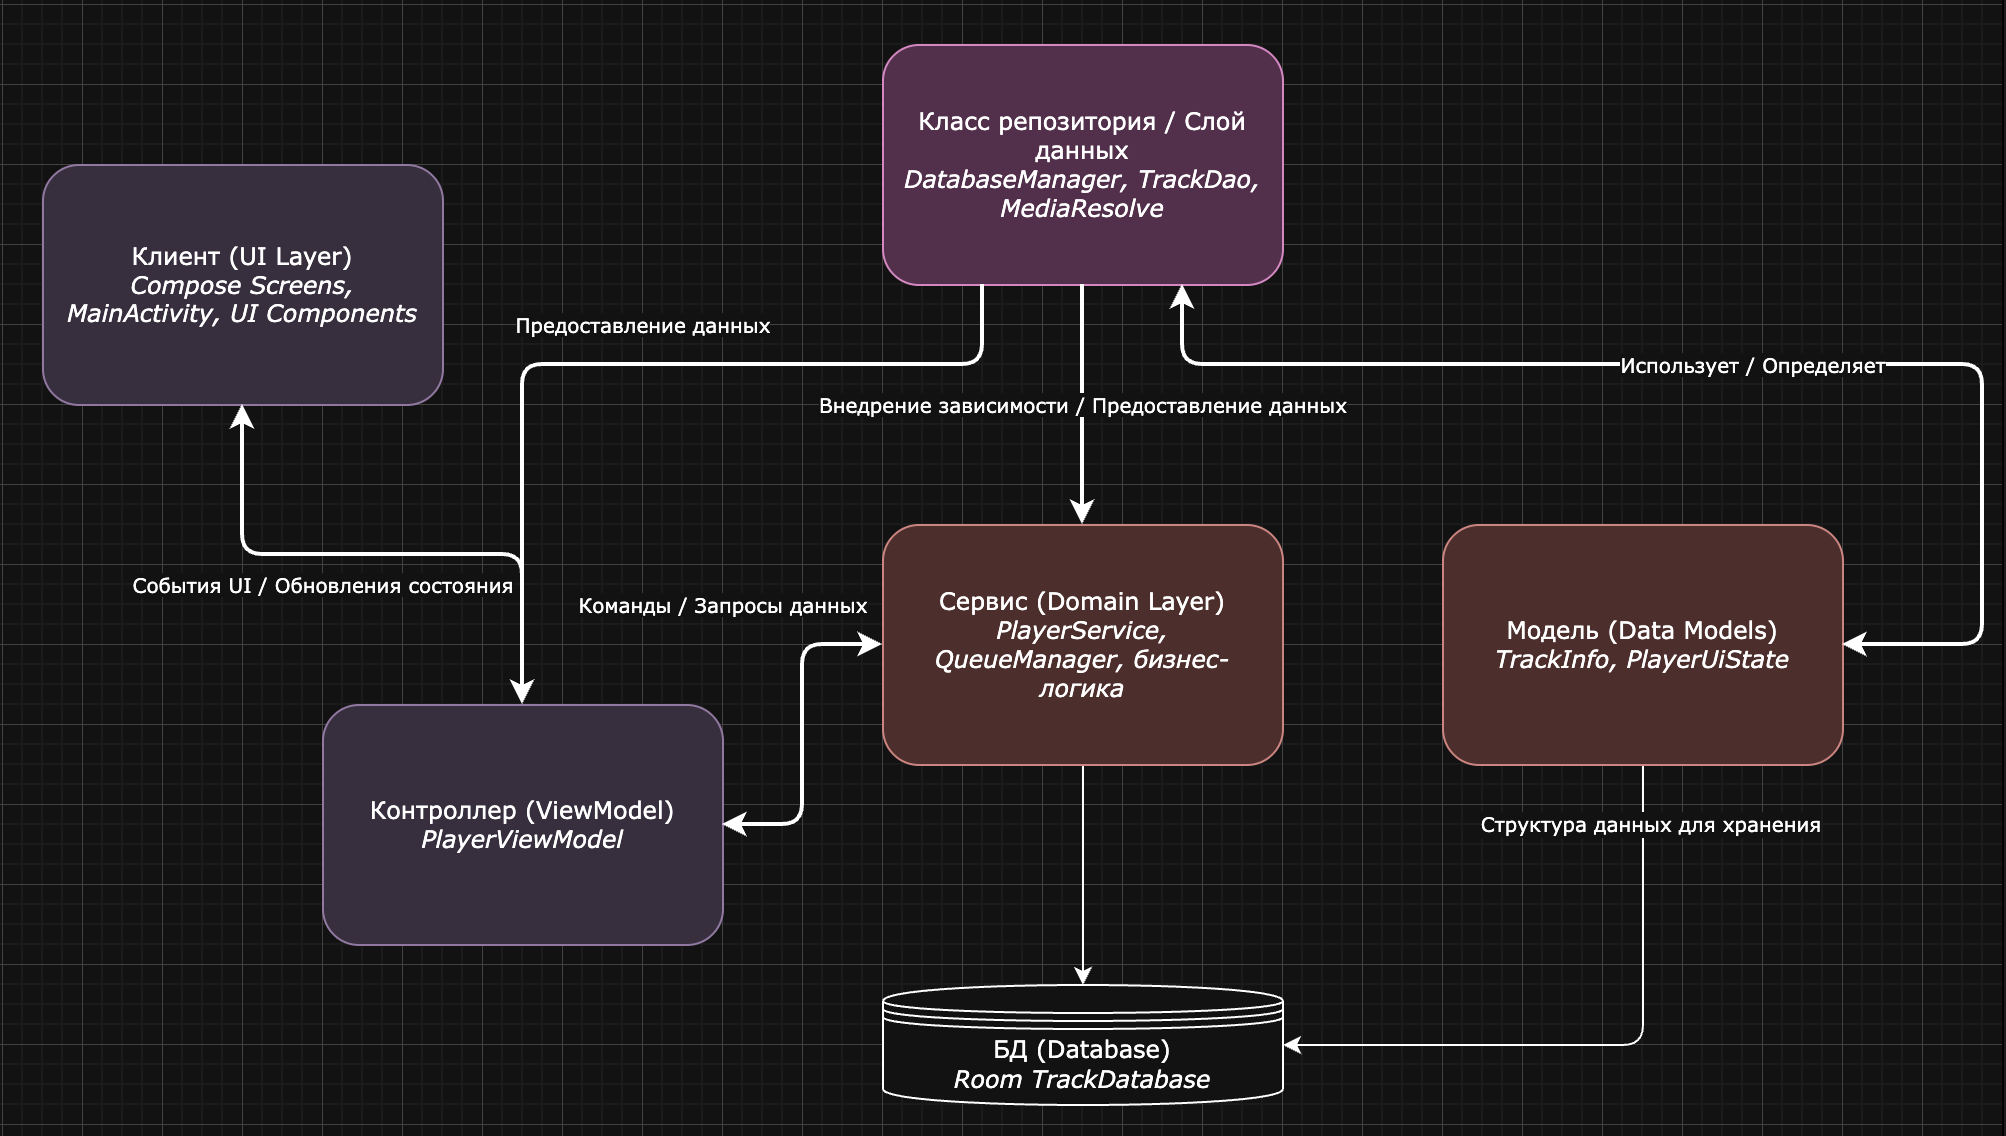 Класс репозитория / Слой
данных
DatabaseManager, TrackDao,
MediaResolve
Клиент (UI Layer)
Compose Screens,
MainActivity, UI Components
Предоставление данных
Использует / Определяет
Внедрение зависимости / Предоставление данных
События UI / Обновления состояния
Команды / Запросы данных
Сервис (Domain Layer)
PlayerService,
QueueManager, бизнес-
логика
Модель (Data Models)
TrackInfo, PlayerUiState
Контроллер (ViewModel)
PlayerViewModel
Структура данных для хранения
БД (Database)
Room TrackDatabase